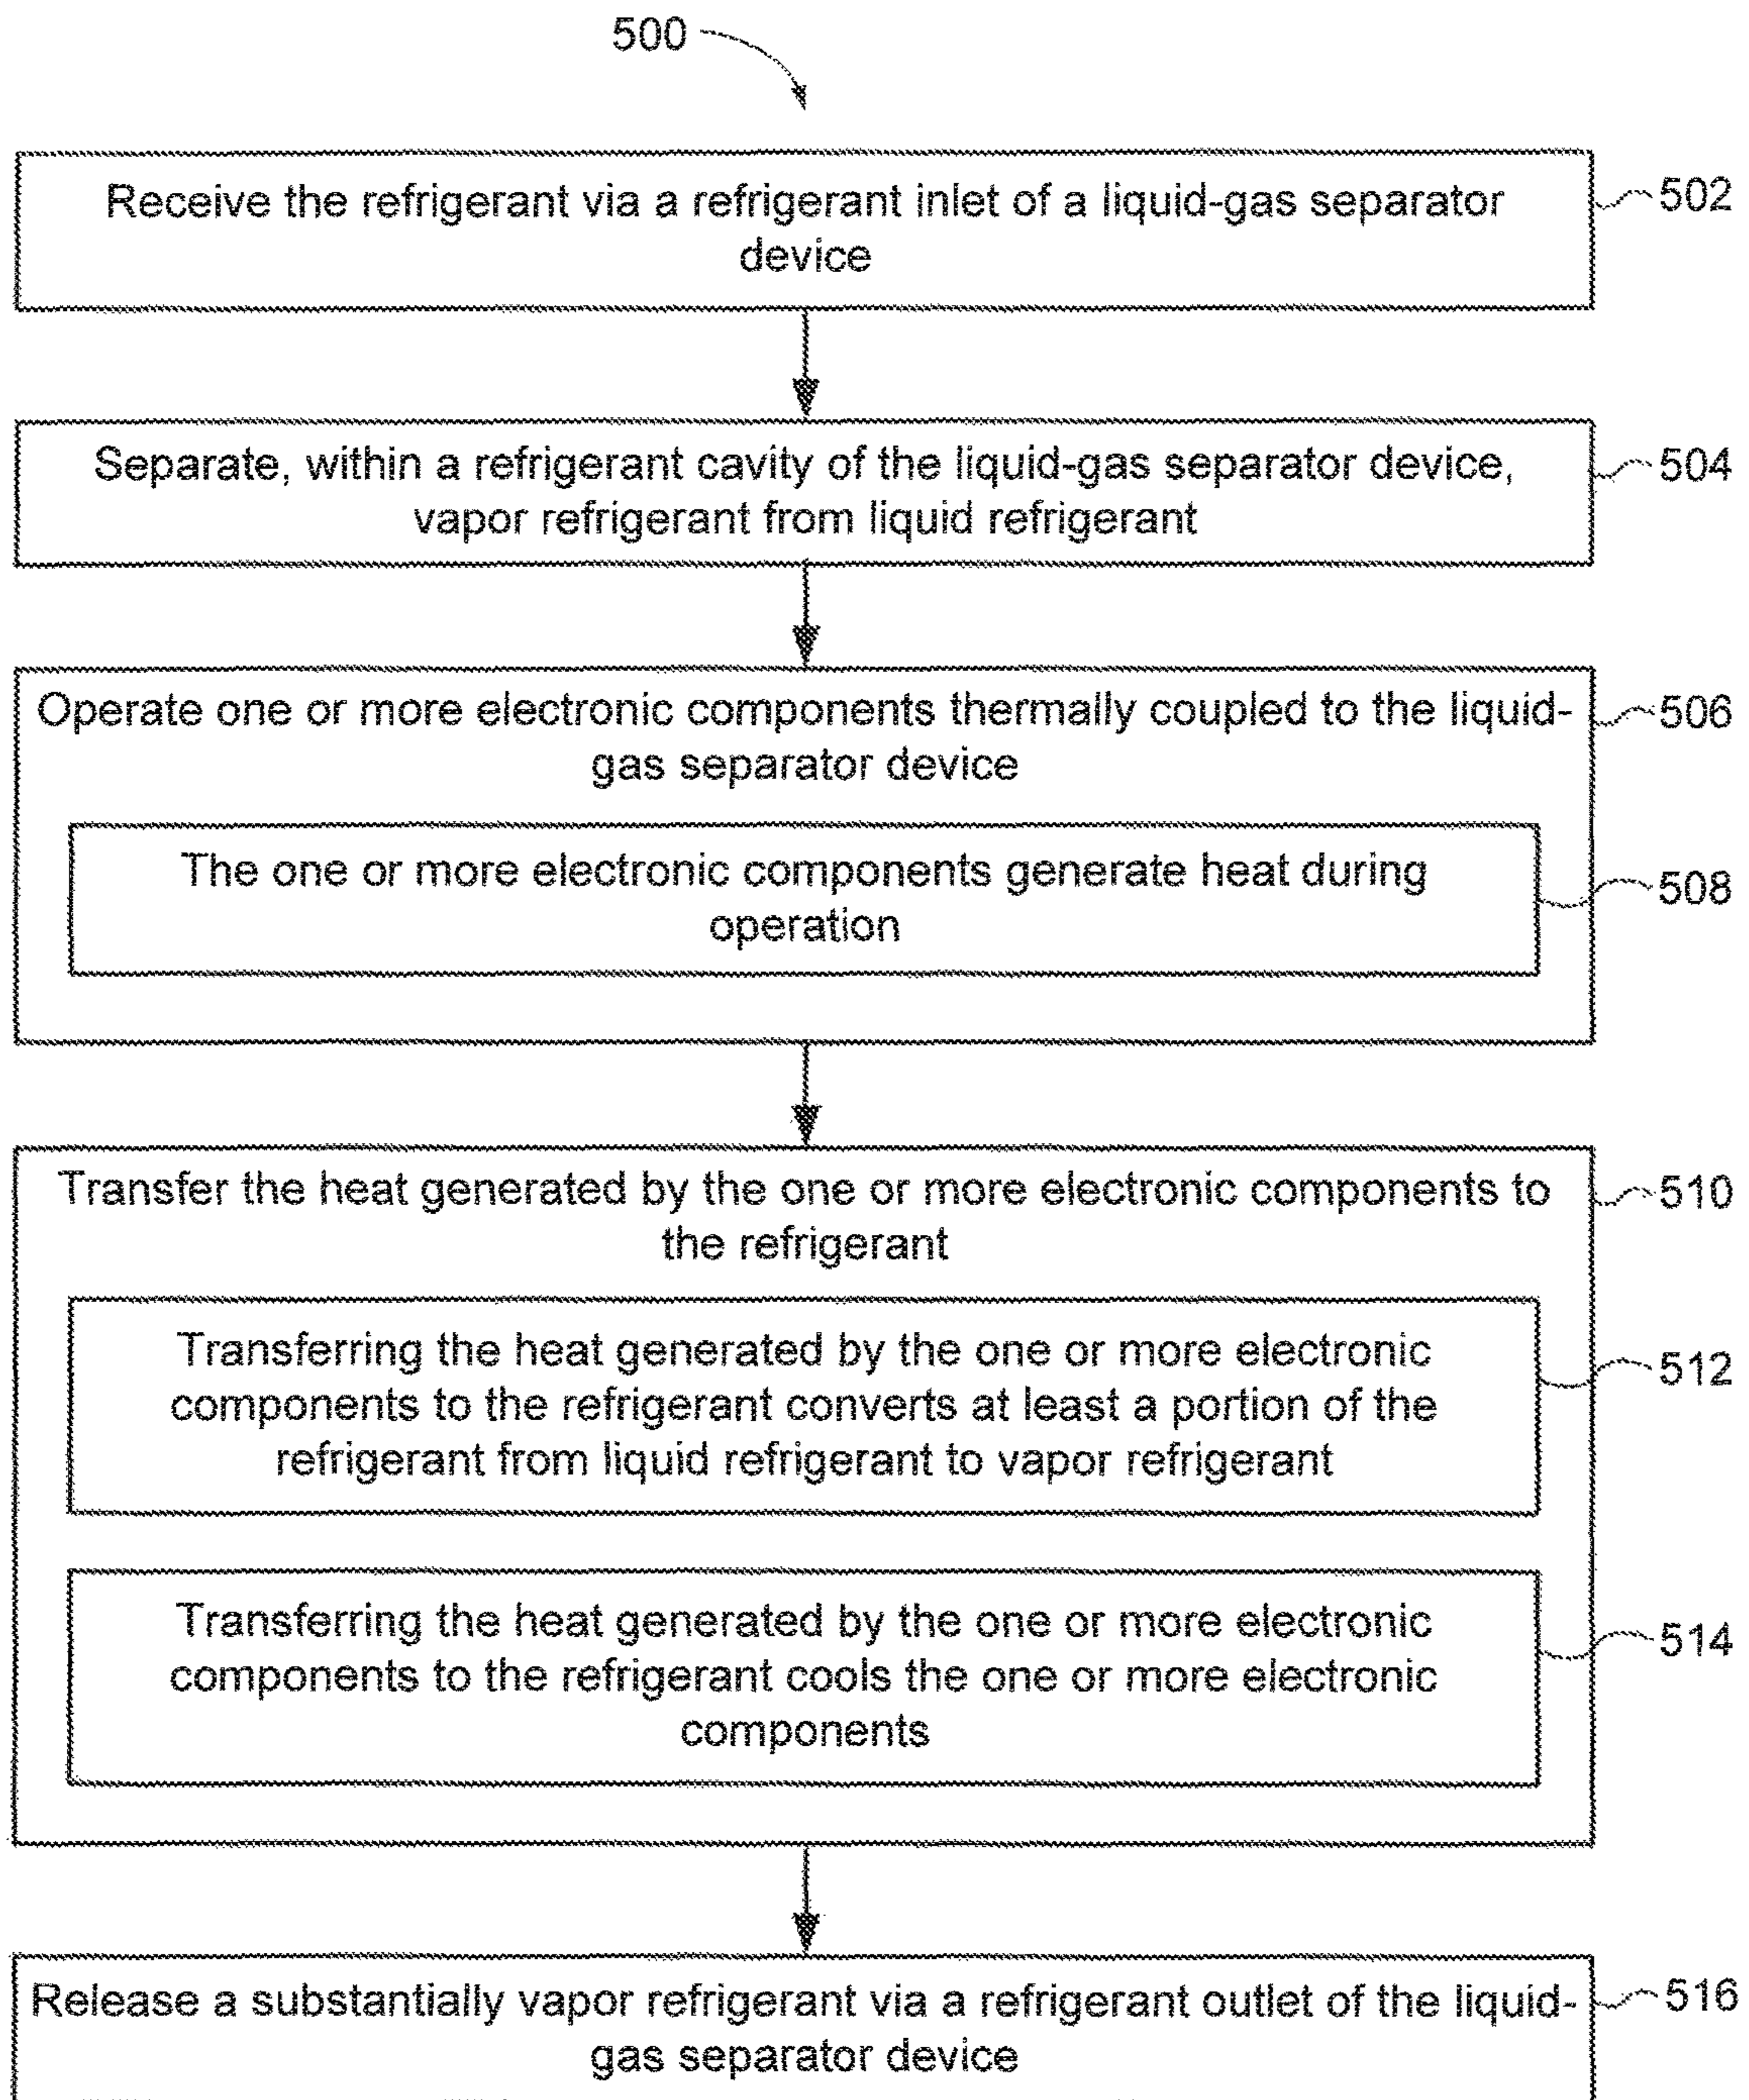 500
Receive the refrigerant via a refrigerant inlet of a liquid-gas separator
device
502
Separate, within a refrigerant cavity of the liquid-gas separator device,
vapor refrigerant from liquid refrigerant
504
Operate one or more electronic components thermally coupled to the liquid-
gas separator device
506
The one or more electronic components generate heat during
operation
508
Transfer the heat generated by the one or more electronic components to
the refrigerant
510
Transferring the heat generated by the one or more electronic
components to the refrigerant converts at least a portion of the
refrigerant from liquid refrigerant to vapor refrigerant
512
Transferring the heat generated by the one or more electronic
components to the refrigerant cools the one or more electronic
components
514
Release a substantially vapor refrigerant via a refrigerant outlet of the liquid-
gas separator device
516